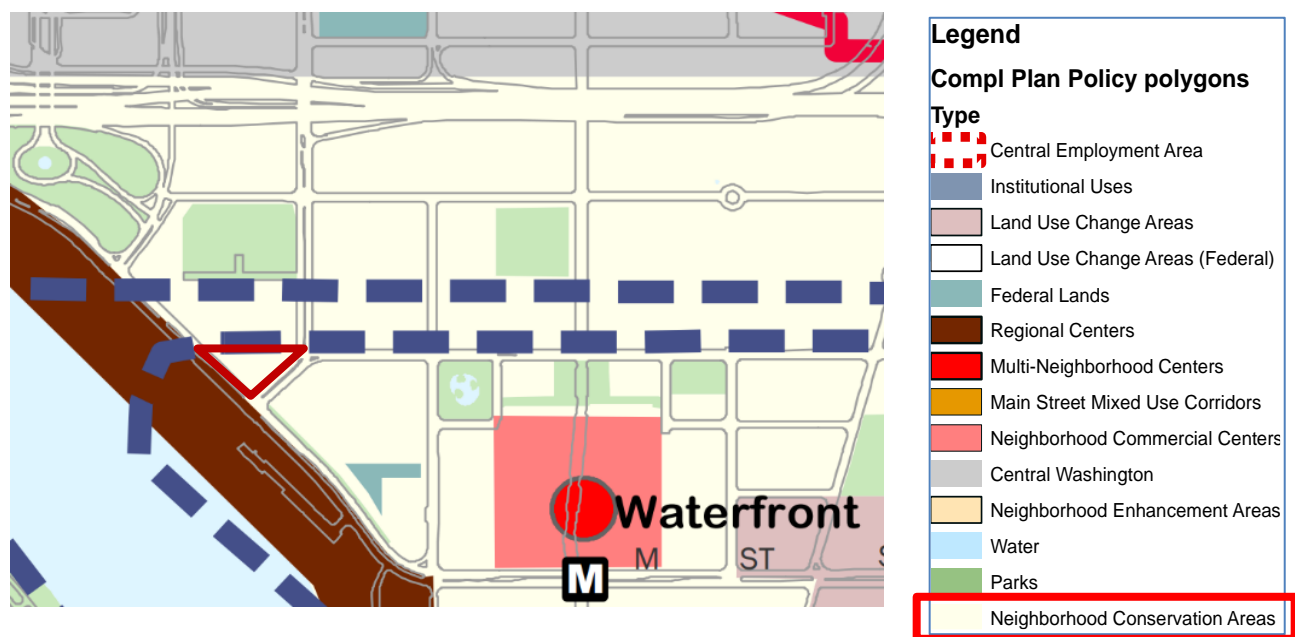 Waterfront
M ST S
M
Legend
Compl Plan Policy polygons
Type
Central Employment Area
Institutional Uses
Land Use Change Areas
Land Use Change Areas (Federal)
Federal Lands
Regional Centers
Multi-Neighborhood Centers
Main Street Mixed Use Corridors
Neighborhood Commercial Centers
Central Washington
Neighborhood Enhancement Areas
Water
Parks
Neighborhood Conservation Areas